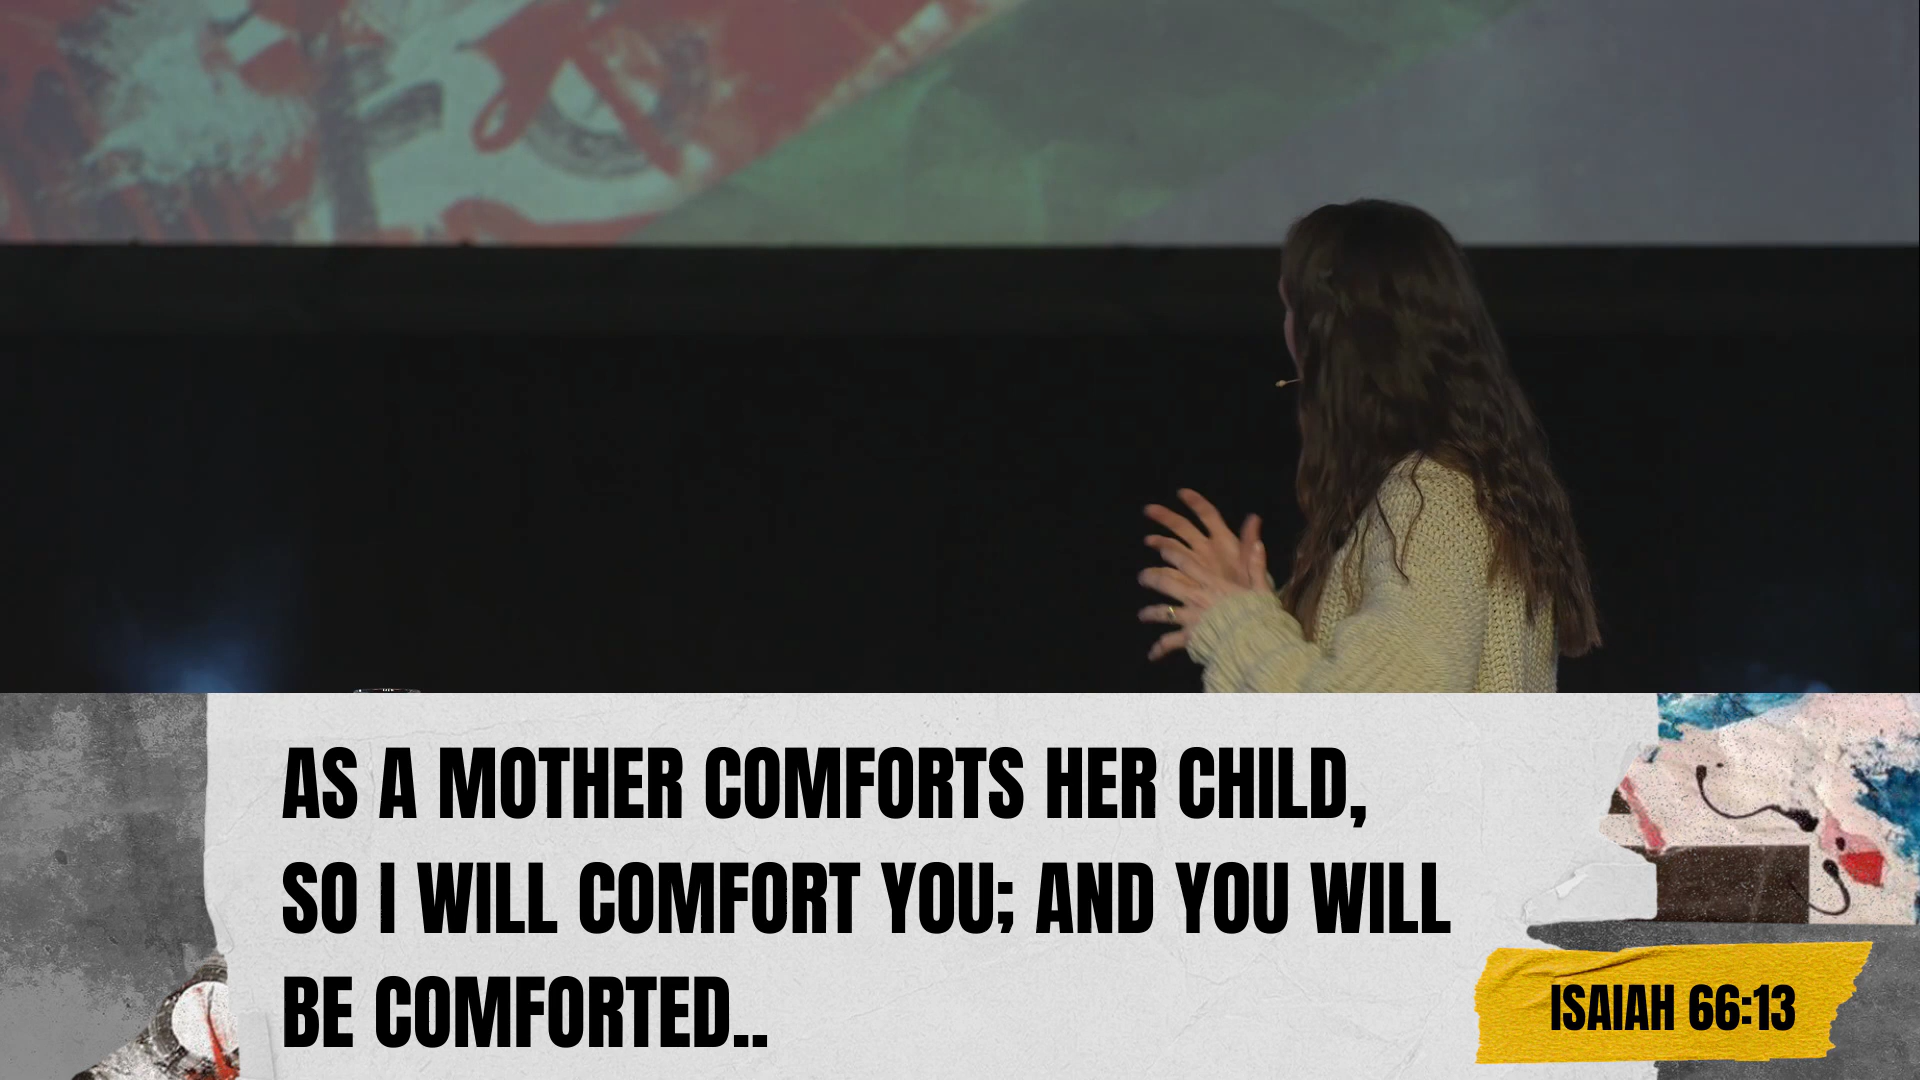 AS A MOTHER COMFORTS HER CHILD,
SO I WILL COMFORT YOU; AND YOU WILL
BE COMFORTED..
ISAIAH 66:13